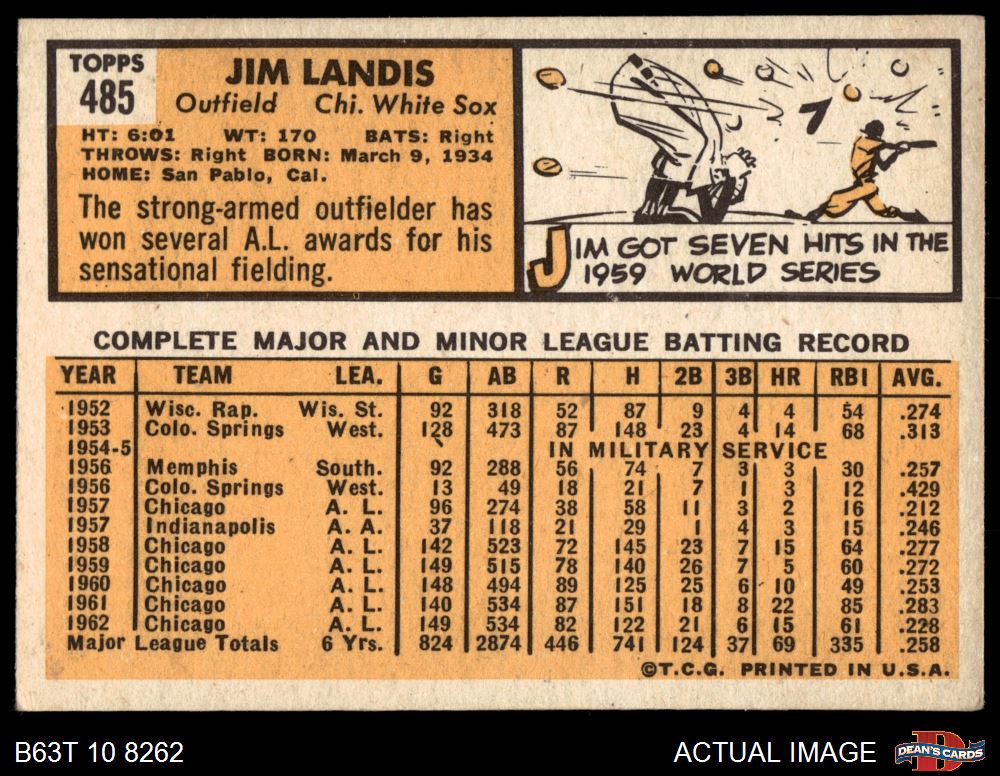 TOPPS
485
JIM LANDIS
Outfield Chi. White Sox
HT: 6:01 WT: 170 BATS: Right
THROWS: Right BORN: March 9, 1934
HOME: San Pablo, Cal.
The strong-armed outfielder has
won several A.L. awards for his
sensational fielding.
7
JIM GOT SEVEN HITS IN THE
1959 WORLD SERIES
COMPLETE MAJOR AND MINOR LEAGUE BATTING RECORD
YEAR TEAM LEA. G AB R H 2B 3B HR RBI AVG.
1952 Wisc. Rap. Wis. St. 92 318 52 87 9 4 4 54 .274
1953 Colo. Springs West. 128 473 87 148 23 4 14 68 .313
1954-5 IN MILITARY SERVICE
1956 Memphis South. 92 288 56 74 7 3 3 30 .257
1956 Colo. Springs West. 13 49 18 21 7 1 3 12 .429
1957 Chicago A. L. 96 274 38 58 11 3 2 16 .212
1957 Indianapolis A. A. 37 118 21 29 1 4 3 15 .246
1958 Chicago A. L. 142 523 72 145 23 7 15 64 .277
1959 Chicago A. L. 149 515 78 140 26 7 5 60 .272
1960 Chicago A. L. 148 494 89 125 25 6 10 49 .253
1961 Chicago A. L. 140 534 87 151 18 8 22 85 .283
1962 Chicago A. L. 149 534 82 122 21 6 15 61 .228
Major League Totals 6 Yrs. 824 2874 446 741 124 37 69 335 .258
©T.C.G. PRINTED IN U.S.A.
B63T 10 8262
ACTUAL IMAGE
DEAN'S CARDS